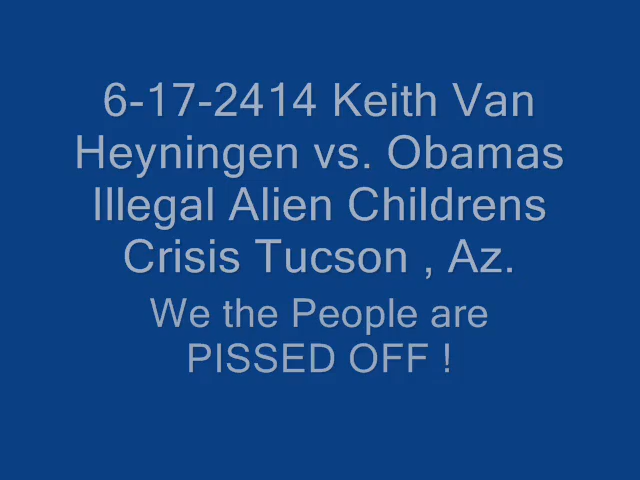 6-17-2414 Keith Van
Heyningen vs. Obamas
Illegal Alien Childrens
Crisis Tucson , Az.
We the People are
PISSED OFF !